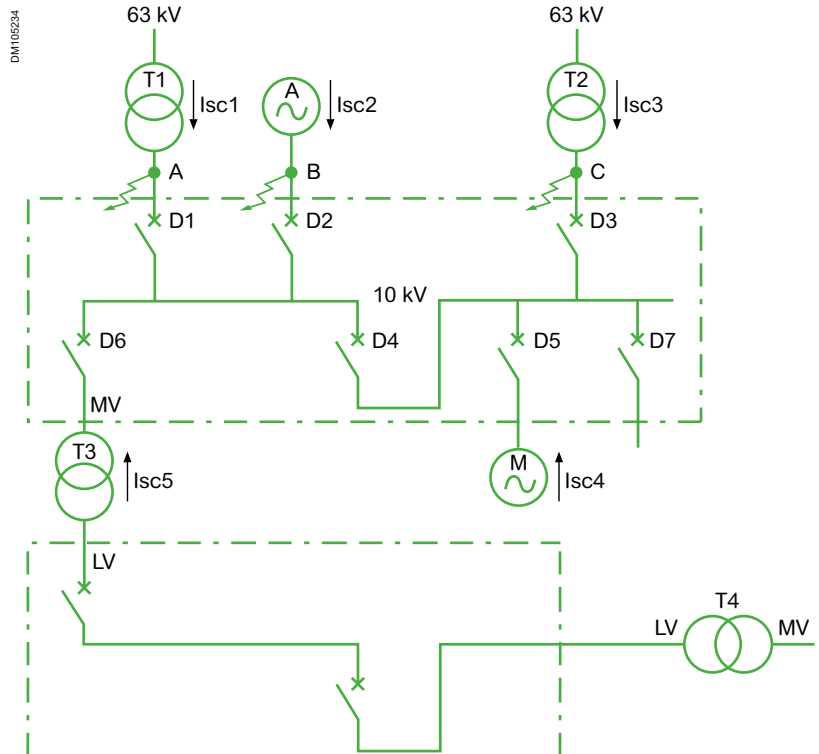 DM105234
63 kV
63 kV
T1
Isc1
A
Isc2
T2
Isc3
A
B
C
D1
D2
D3
10 kV
D6
D4
D5
D7
MV
T3
Isc5
M
Isc4
LV
T4
LV
MV